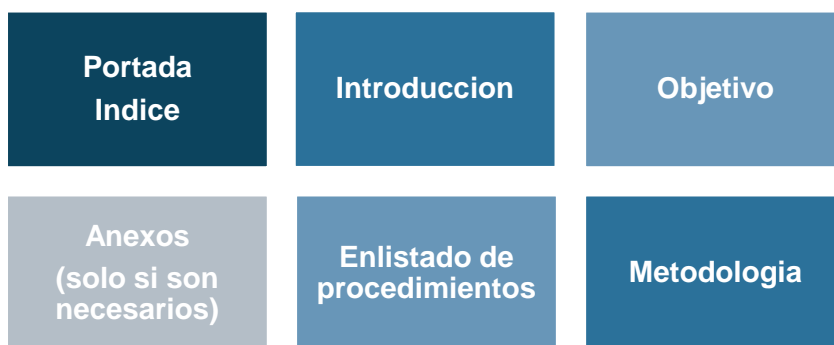 Portada
Indice
Introduccion
Objetivo
Anexos
(solo si son
necesarios)
Enlistado de
procedimientos
Metodologia